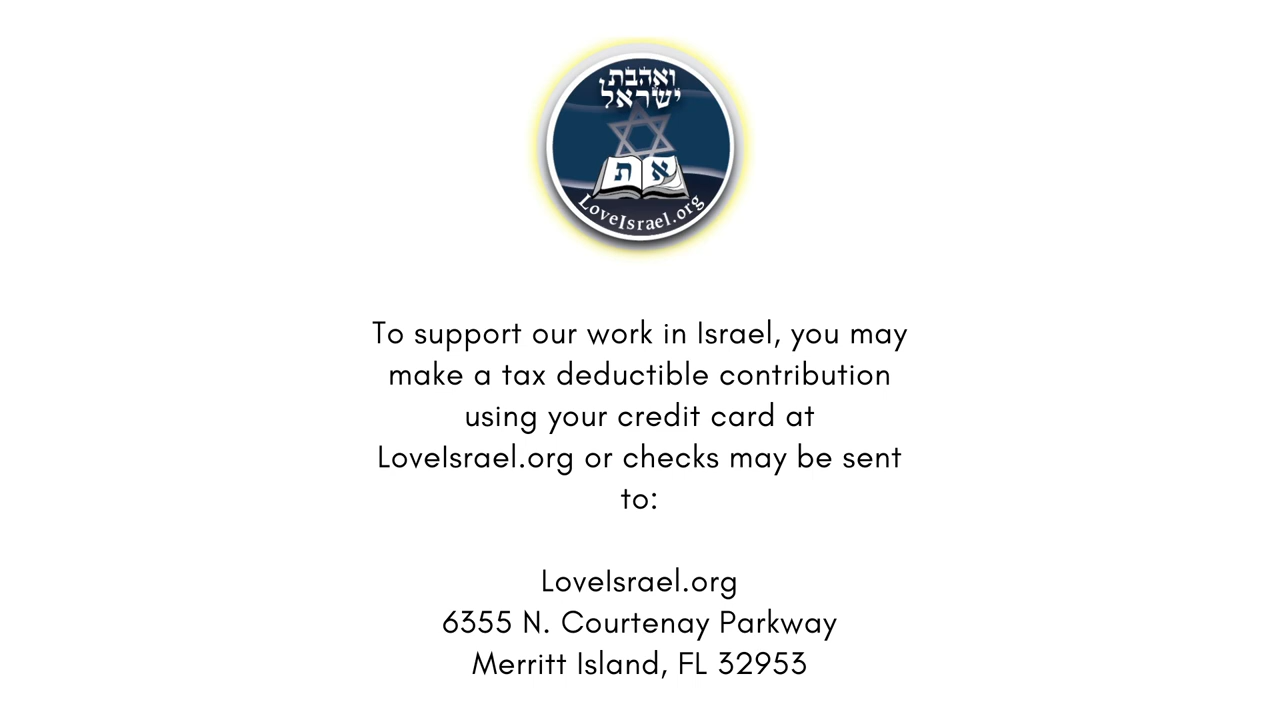 ואהבת
ישראל
ת א
LoveIsrael.org
To support our work in Israel, you may
make a tax deductible contribution
using your credit card at
LoveIsrael.org or checks may be sent
to:
LoveIsrael.org
6355 N. Courtenay Parkway
Merritt Island, FL 32953